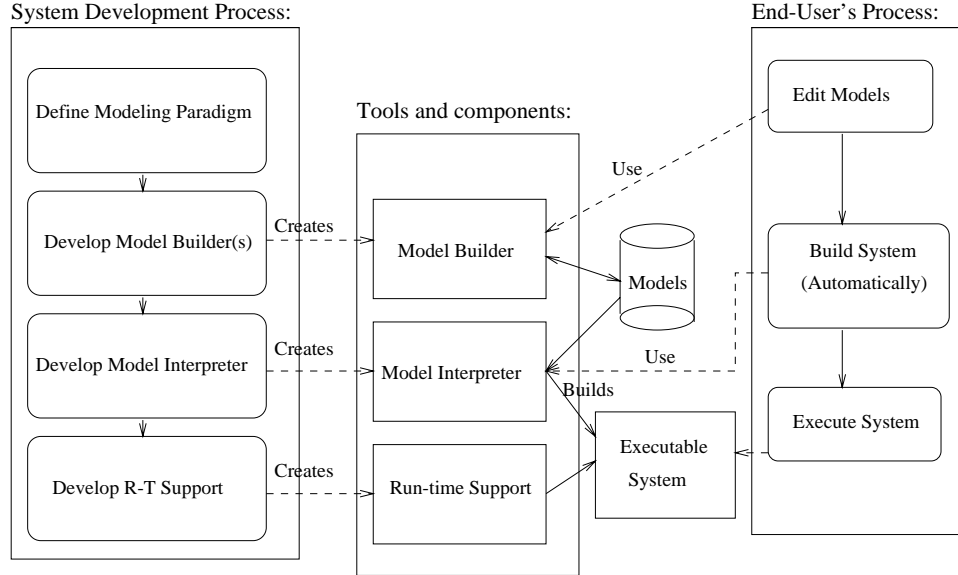 System Development Process:
End-User's Process:
Define Modeling Paradigm
Edit Models
Tools and components:
Use
Develop Model Builder(s)
Creates
Model Builder
Models
Build System
(Automatically)
Develop Model Interpreter
Creates
Model Interpreter
Use
Builds
Execute System
Develop R-T Support
Creates
Run-time Support
Executable
System